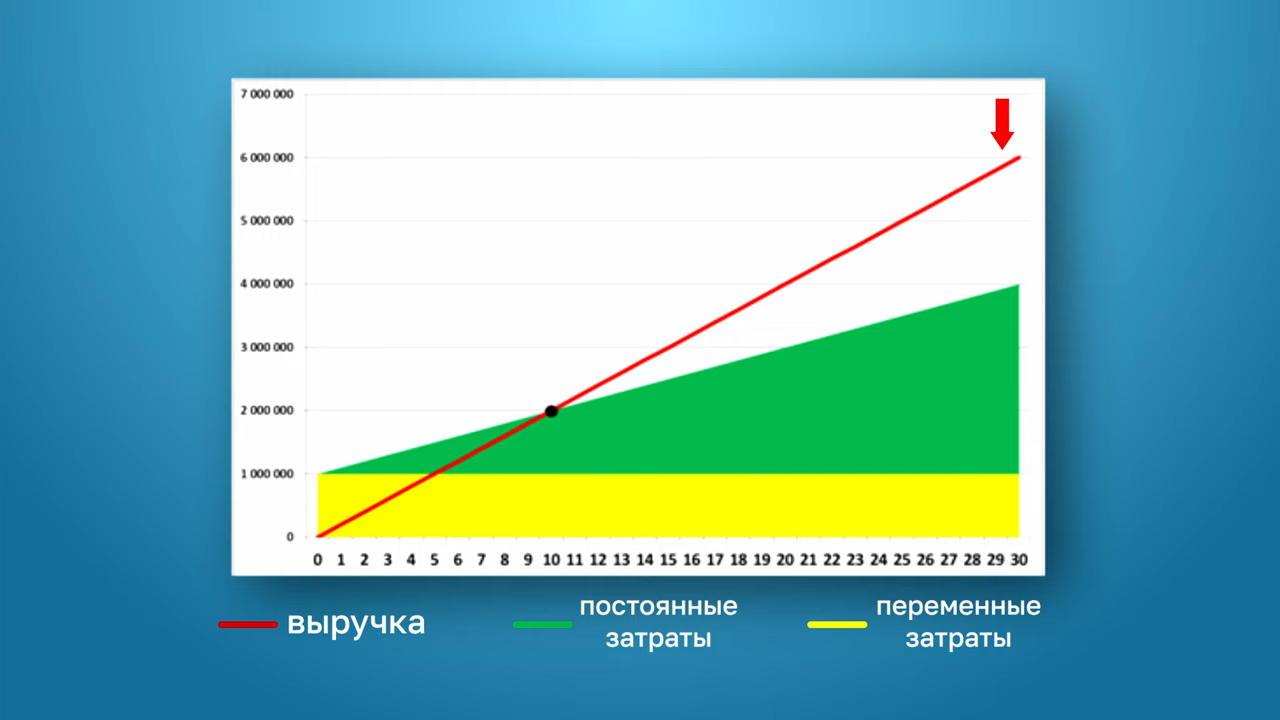 7 000 000
6 000 000
5 000 000
4 000 000
3 000 000
2 000 000
1 000 000
0
0 1 2 3 4 5 6 7 8 9 10 11 12 13 14 15 16 17 18 19 20 21 22 23 24 25 26 27 28 29 30
выручка
постоянные
затраты
переменные
затраты